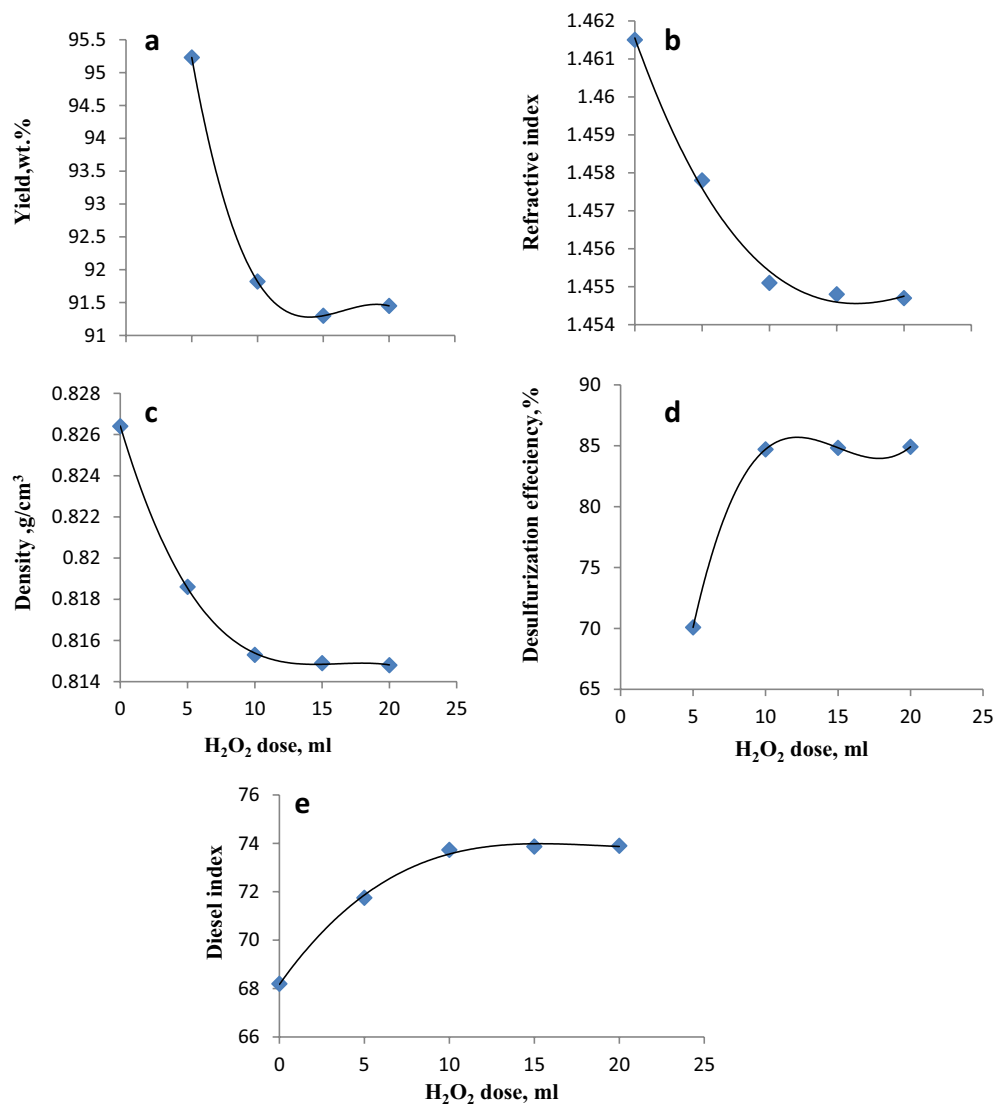 a
Yield,wt.%
95.5
95
94.5
94
93.5
93
92.5
92
91.5
91
b
Refractive index
1.462
1.461
1.46
1.459
1.458
1.457
1.456
1.455
1.454
c
Density ,g/cm³
0.828
0.826
0.824
0.822
0.82
0.818
0.816
0.814
0 5 10 15 20 25
H₂O₂ dose, ml
d
Desulfurization effeciency,%
90
85
80
75
70
65
0 5 10 15 20 25
H₂O₂ dose, ml
e
Diesel index
76
74
72
70
68
66
0 5 10 15 20 25
H₂O₂ dose, ml